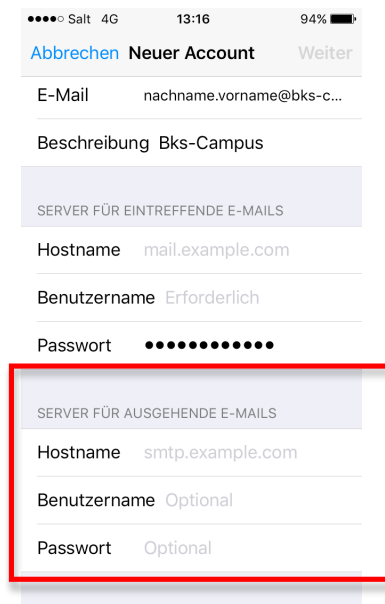 Salt 4G 13:16 94%
Abbrechen Neuer Account Weiter
E-Mail nachname.vorname@bks-c...
Beschreibung Bks-Campus
SERVER FÜR EINTREFFENDE E-MAILS
Hostname mail.example.com
Benutzername Erforderlich
Passwort ●●●●●●●●●●●●
SERVER FÜR AUSGEHENDE E-MAILS
Hostname smtp.example.com
Benutzername Optional
Passwort Optional